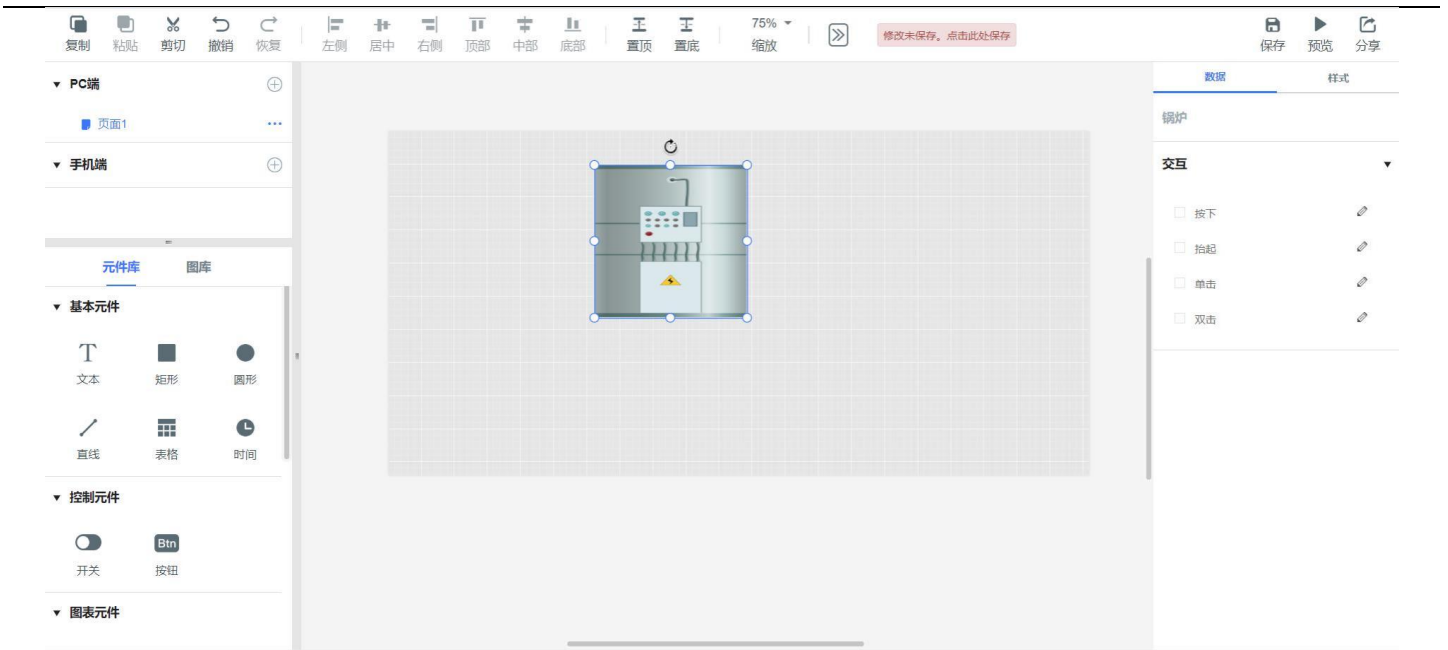 复制 粘贴 剪切 撤销 恢复 左侧 居中 右侧 顶部 中部 底部 置顶 置底 75% 缩放 修改未保存。点击此处保存 保存 预览 分享
PC端
页面1
手机端
元件库 图库
基本元件
T
文本 矩形 圆形
直线 表格 时间
控制元件
Btn
开关 按钮
图表元件
数据 样式
锅炉
交互
按下
抬起
单击
双击